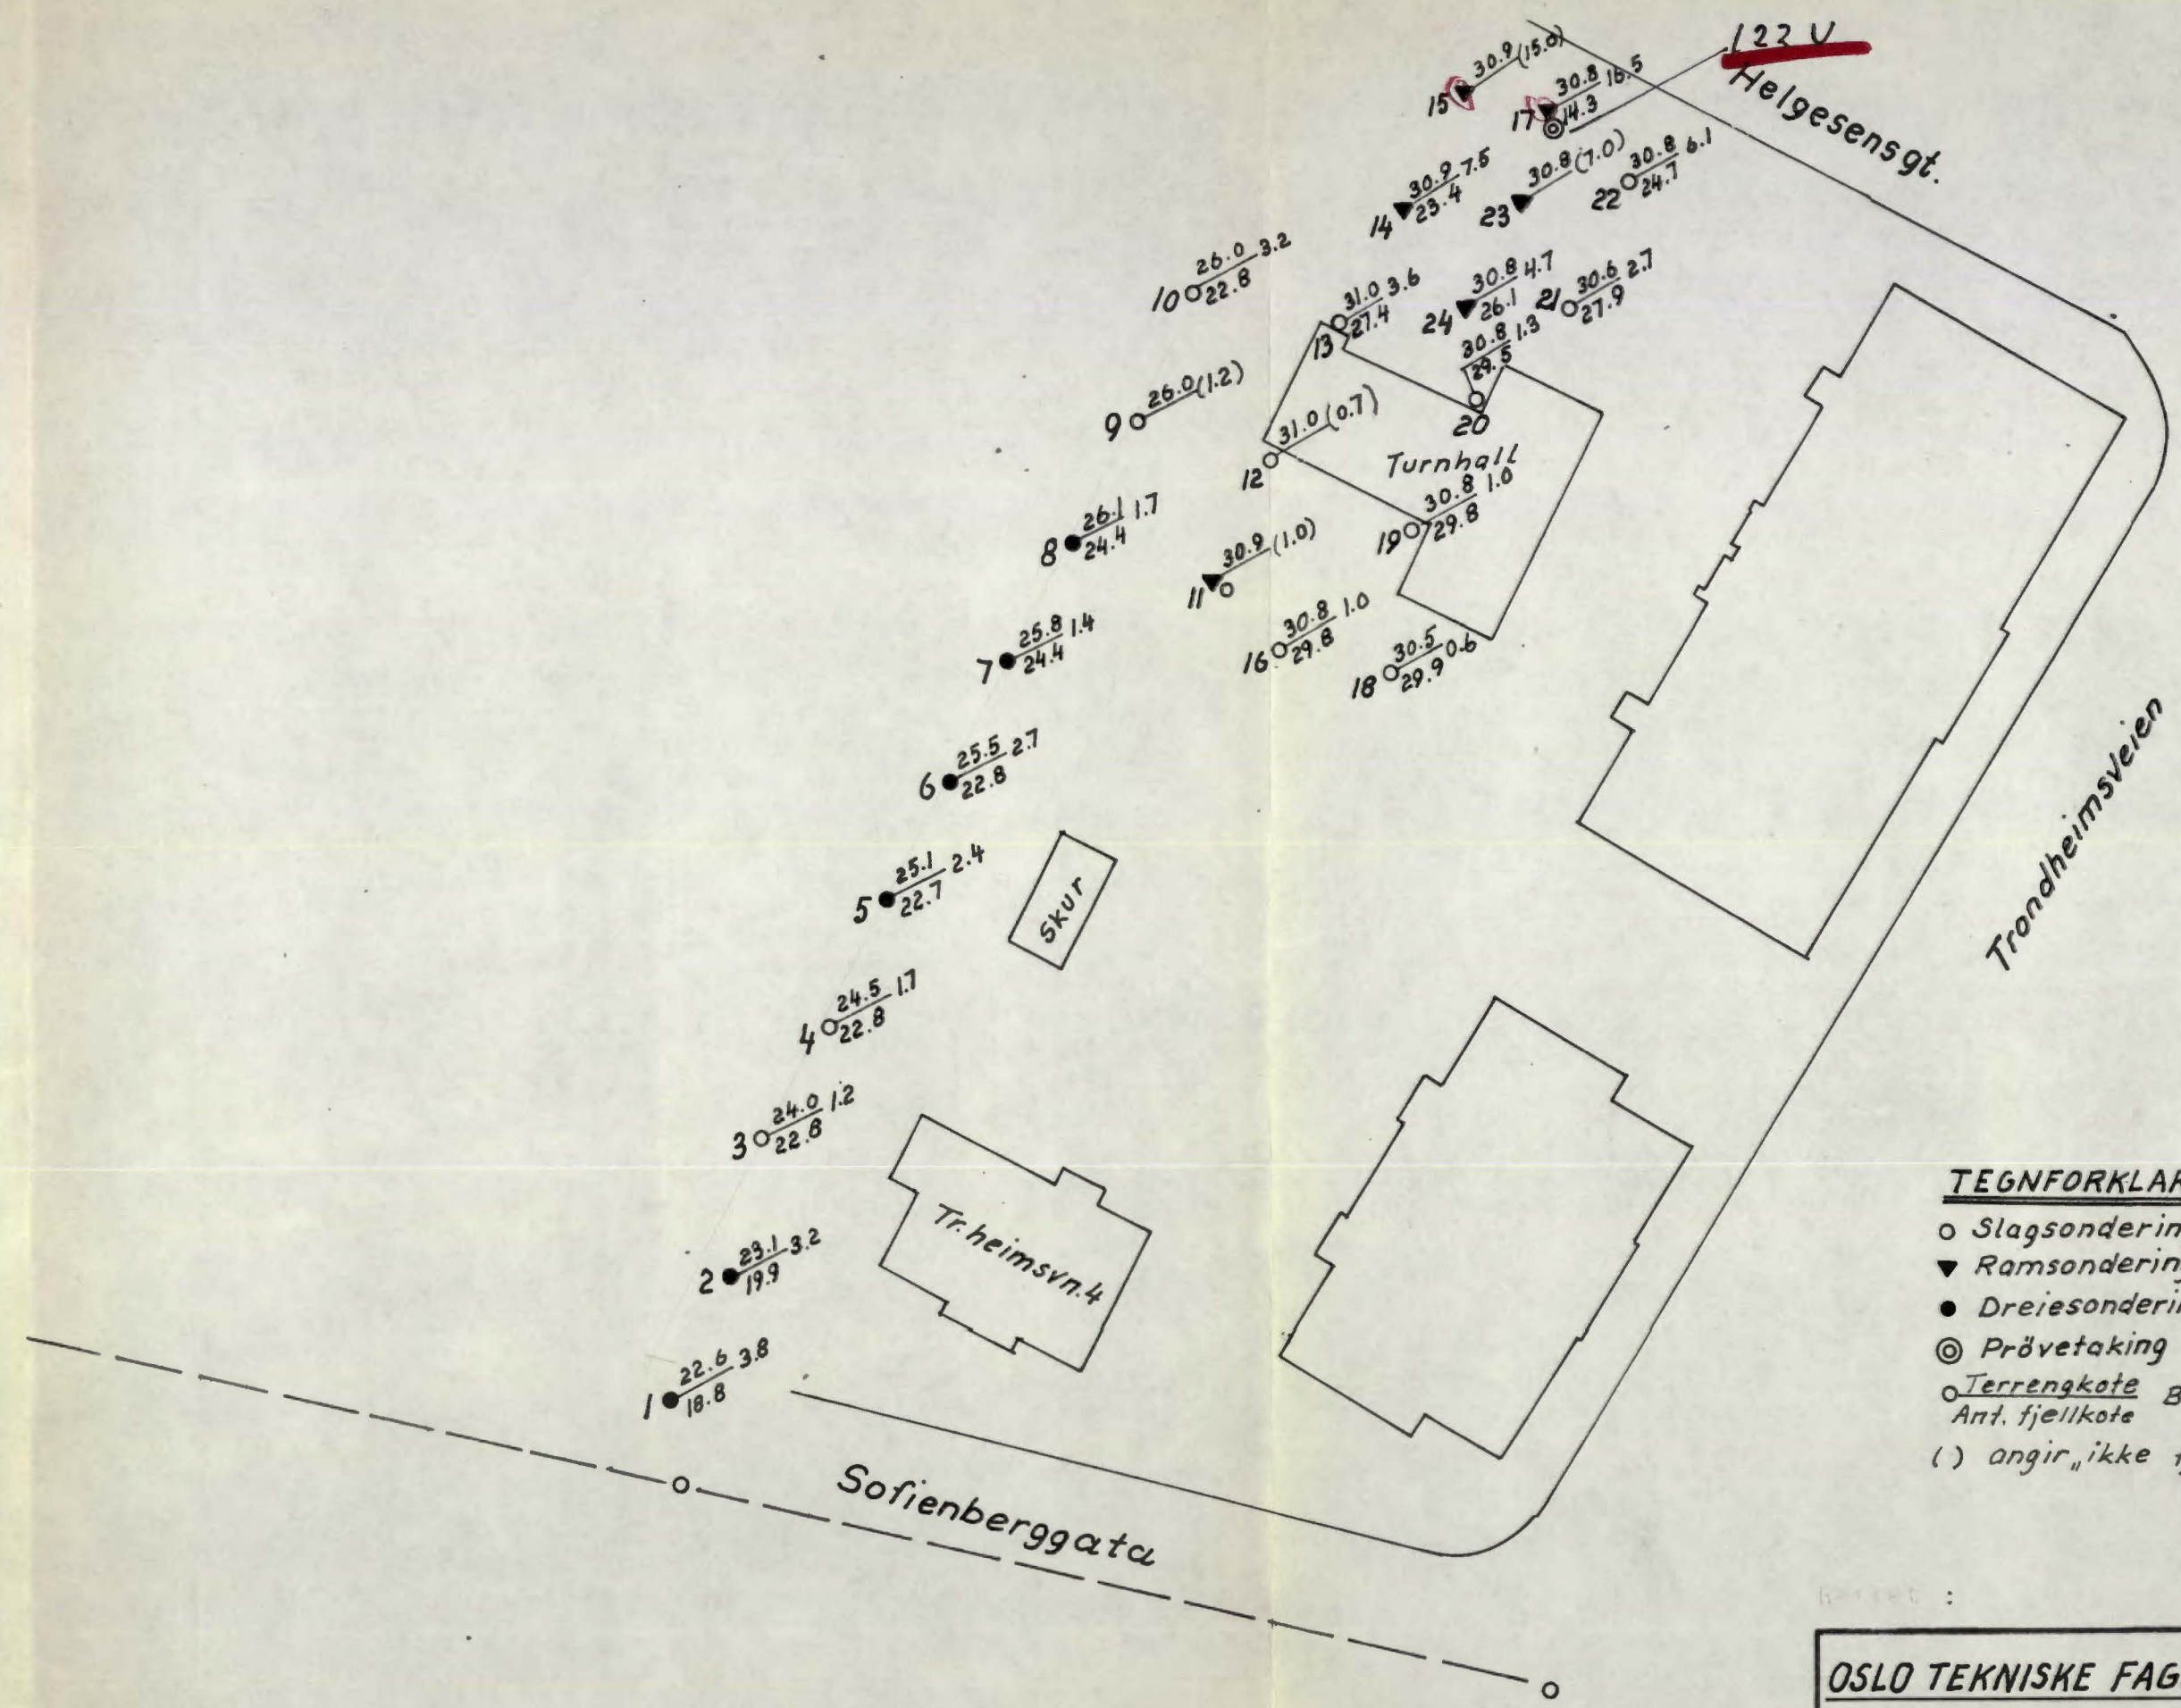 122 V
Helgesensgt.
15 30.9 (15.0)
17 30.8 16.5
14.3
14 30.9 7.5
23.4
23 30.8 (7.0)
22 30.8 6.1
24.7
10 26.0 3.2
22.8
13 31.0 3.6
27.4
24 30.8 4.7
26.1
21 30.6 2.7
27.9
30.8 1.3
29.5
20
9 26.0 (1.2)
12 31.0 (0.7)
Turnhall
19 30.8 1.0
29.8
8 26.1 1.7
24.4
11 30.9 (1.0)
7 25.8 1.4
24.4
16 30.8 1.0
29.8
18 30.5 0.6
29.9
6 25.5 2.7
22.8
5 25.1 2.4
22.7
Skur
Trondheimsveien
4 24.5 1.7
22.8
3 24.0 1.2
22.8
Tr.heimsvn.4
2 23.1 3.2
19.9
1 22.6 3.8
18.8
Sofienberggata
TEGNFORKLAR
Slagsonderin
Ramsonderin
Dreiesonderi
Prövetaking
Terrengkote B
Ant. fjellkote
( ) angir „ikke
OSLO TEKNISKE FAG